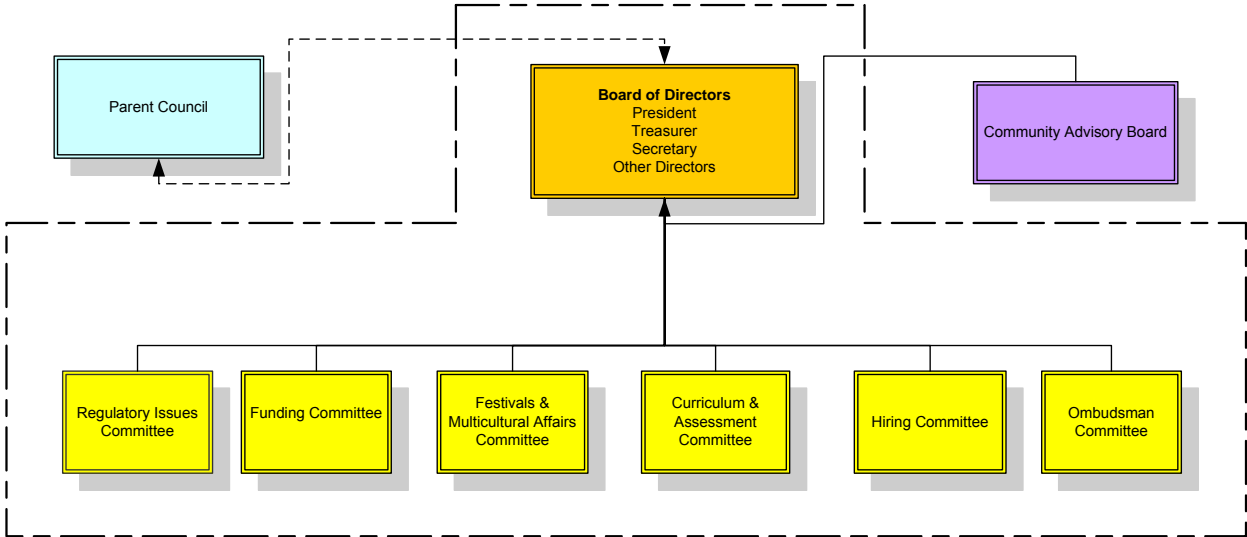 Parent Council
Board of Directors
President
Treasurer
Secretary
Other Directors
Community Advisory Board
Regulatory Issues
Committee
Funding Committee
Festivals &
Multicultural Affairs
Committee
Curriculum &
Assessment
Committee
Hiring Committee
Ombudsman
Committee